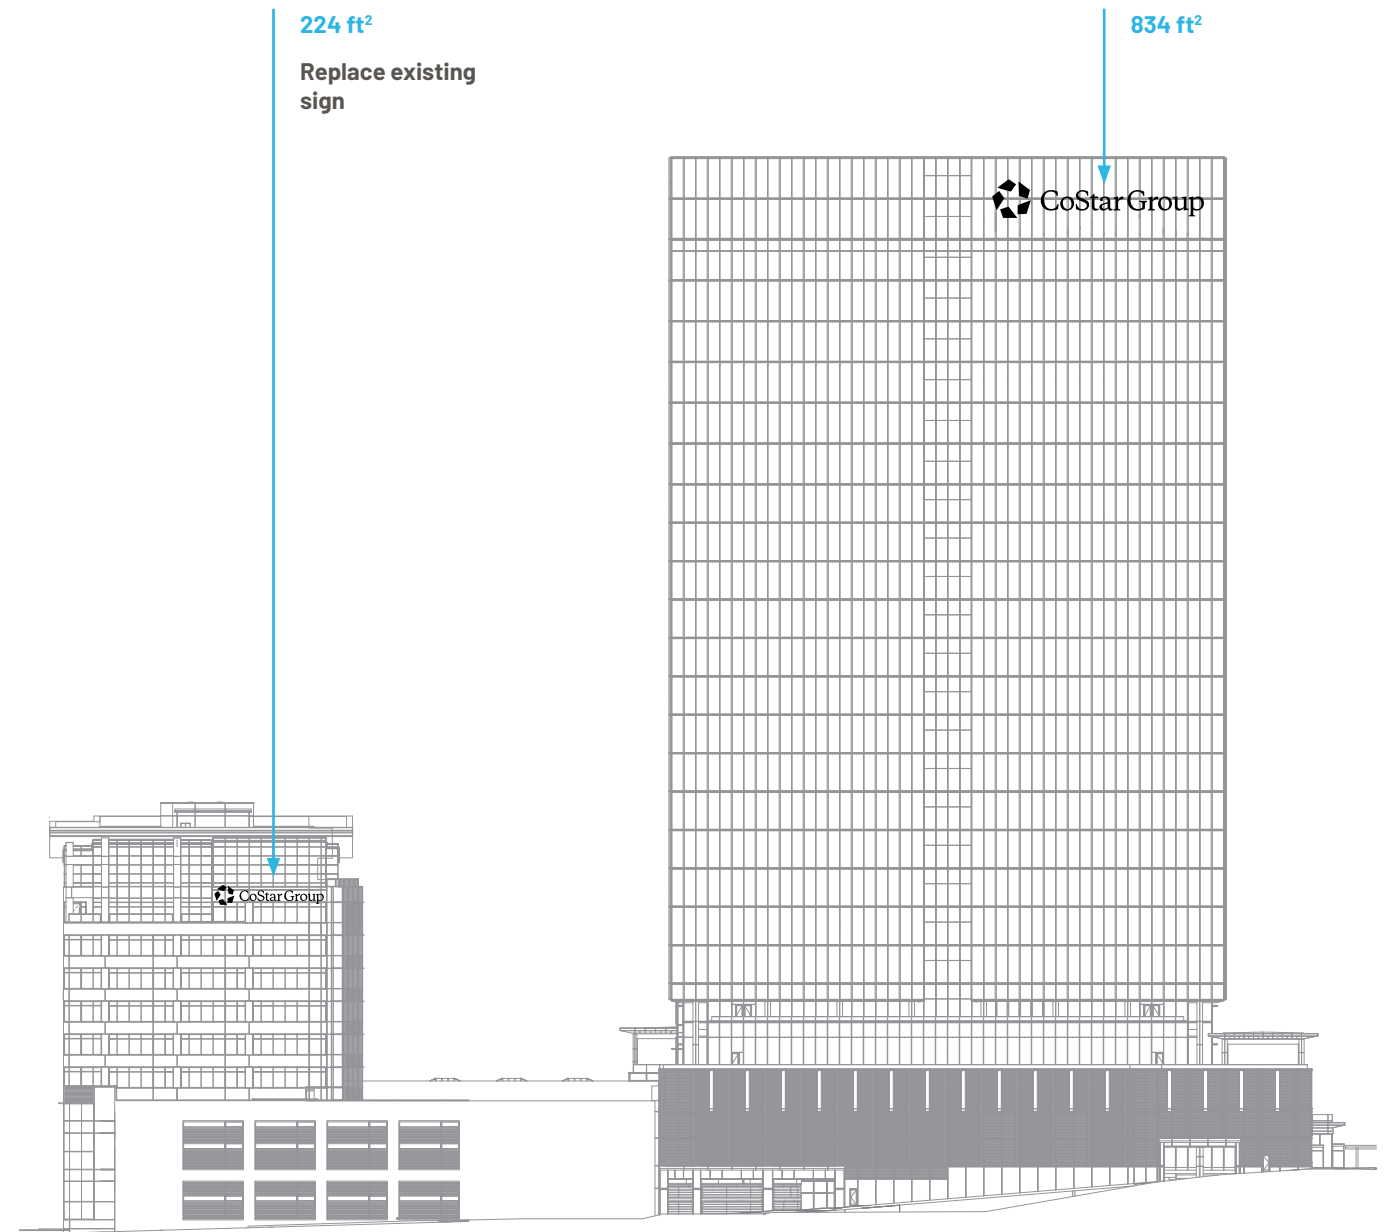 224 ft²
Replace existing
sign
834 ft²
CoStar Group
CoStar Group